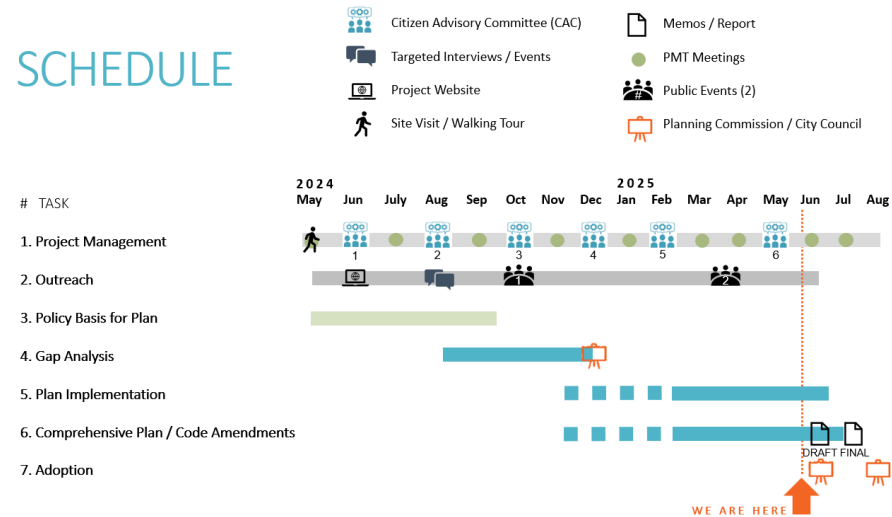 SCHEDULE
Citizen Advisory Committee (CAC)
Targeted Interviews / Events
Project Website
Site Visit / Walking Tour
Memos / Report
PMT Meetings
# Public Events (2)
Planning Commission / City Council
2024 2025
# TASK May Jun July Aug Sep Oct Nov Dec Jan Feb Mar Apr May Jun Jul Aug
1. Project Management
1 2 3 4 5 6
2. Outreach 1 2
3. Policy Basis for Plan
4. Gap Analysis
5. Plan Implementation
6. Comprehensive Plan / Code Amendments
DRAFT FINAL
7. Adoption
WE ARE HERE